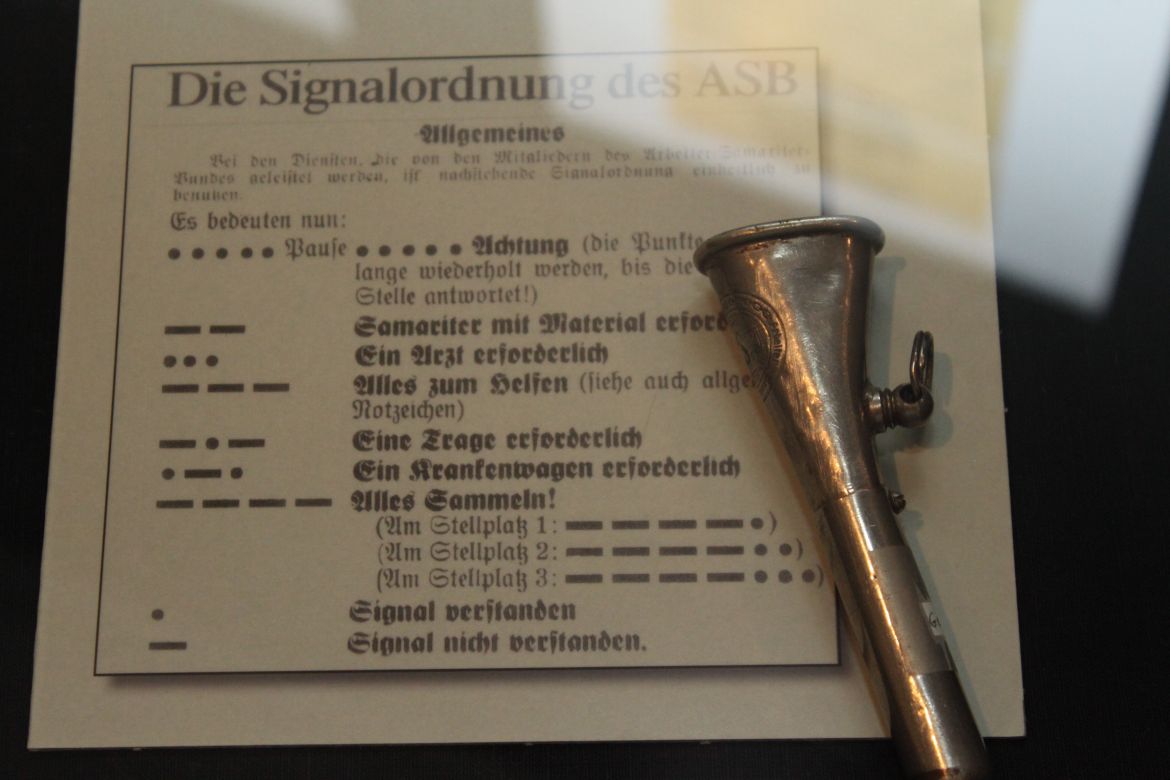 Die Signalordnung des ASB
Allgemeines
Bei den Diensten, die von den Mitgliedern des Arbeiter-Samariter-
Bundes geleistet werden, ist nachstehende Signalordnung einheitlich zu
benutzen.
Es bedeuten nun:
● ● ● ● ● Pause ● ● ● ● ● Achtung (die Punkte
lange wiederholt werden, bis die
Stelle antwortet!)
— — Samariter mit Material erford
● ● ● Ein Arzt erforderlich
— — — Alles zum Helfen (siehe auch allge
Notzeichen)
— ● — Eine Trage erforderlich
● — ● Ein Krankenwagen erforderlich
— — — — Alles Sammeln!
(Am Stellplatz 1: — — — — ●)
(Am Stellplatz 2: — — — — ● ●)
(Am Stellplatz 3: — — — — ● ● ●)
● Signal verstanden
— Signal nicht verstanden.